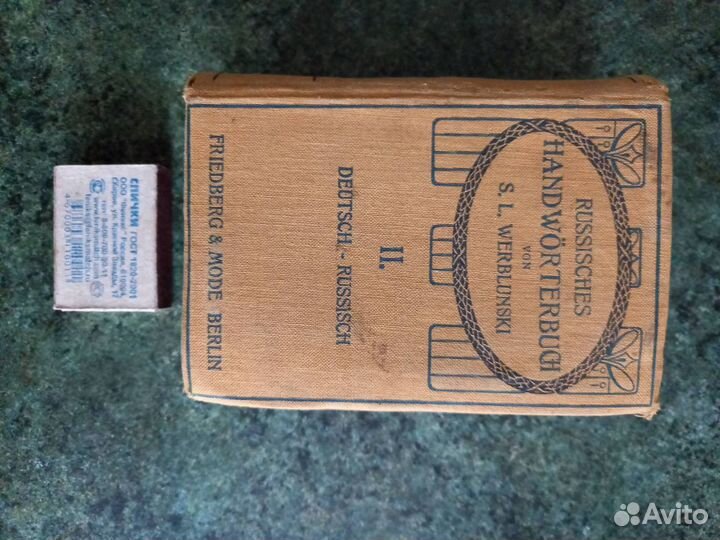 RUSSISCHES
HANDWÖRTERBUCH
VON
S. L. WERBLUNSKI
II.
DEUTSCH - RUSSISCH
FRIEDBERG & MODE BERLIN
СПИЧКИ ГОСТ 1820-2001
Avito